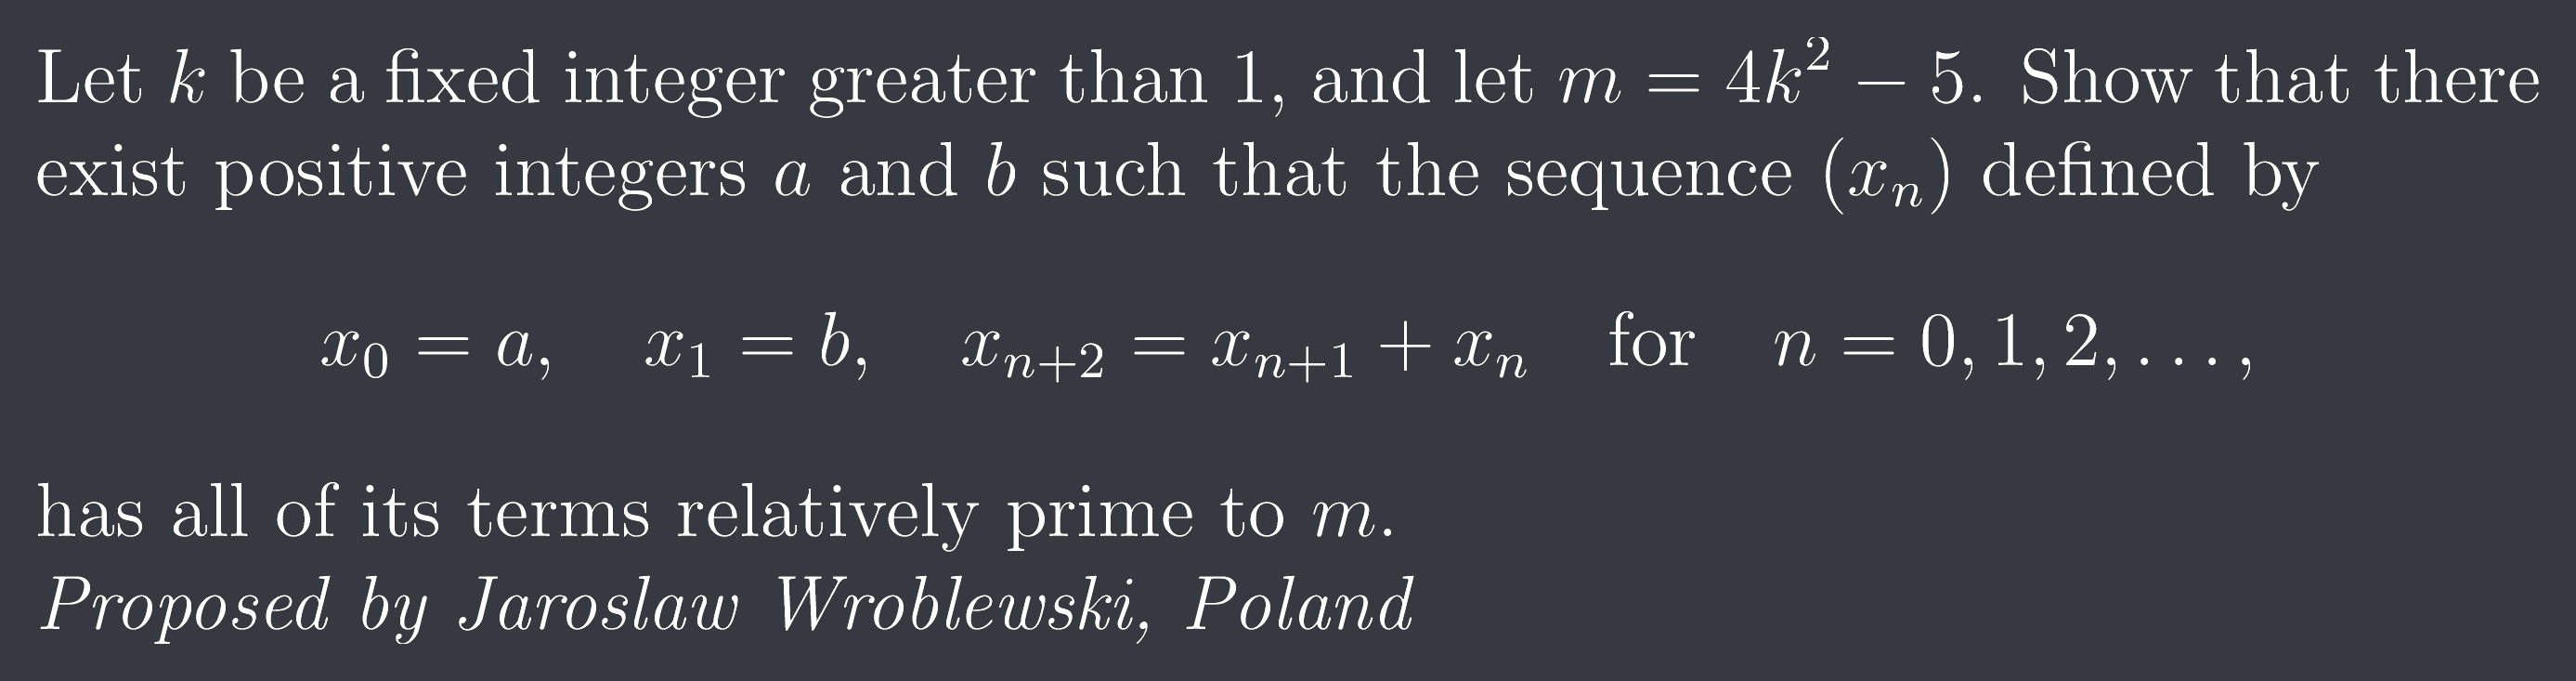 Let k be a fixed integer greater than 1, and let m = 4k² − 5. Show that there
exist positive integers a and b such that the sequence (xₙ) defined by
x₀ = a, x₁ = b, xₙ₊₂ = xₙ₊₁ + xₙ for n = 0, 1, 2, . . . ,
has all of its terms relatively prime to m.
Proposed by Jaroslaw Wroblewski, Poland